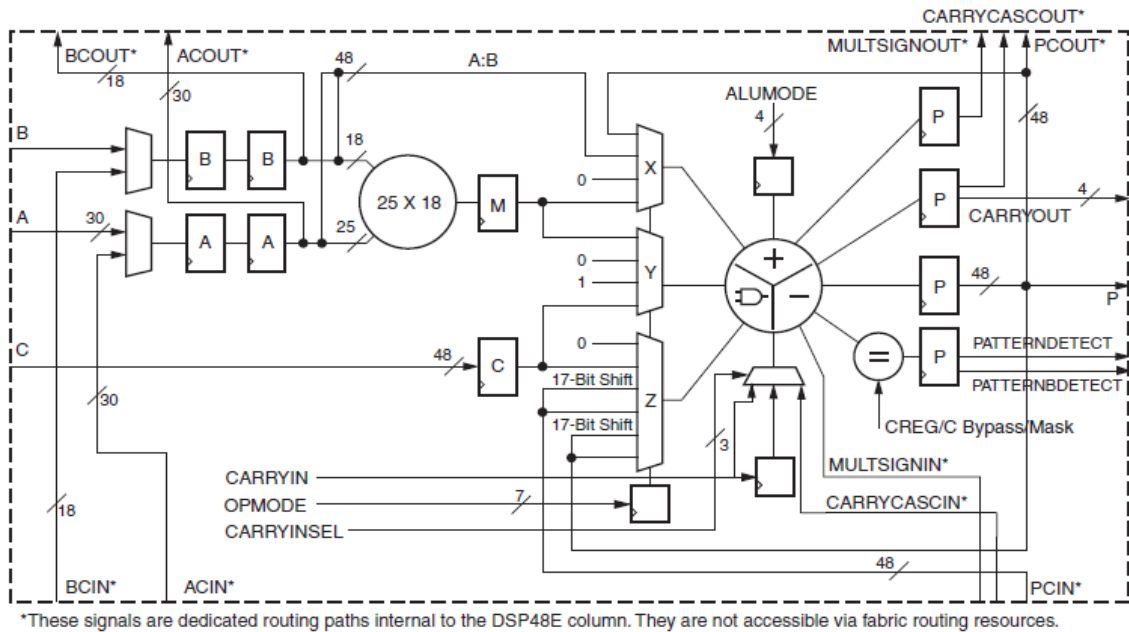 CARRYCASCOUT*
BCOUT* ACOUT* MULTSIGNOUT* PCOUT*
48 A:B
18
30 ALUMODE
4 P 48
B
18
B B X
0
25 X 18 M P 4
A 30 CARRYOUT
25
A A
0 +
Y 48
1 − P
P
C 0 PATTERNDETECT
48 C = P
17-Bit Shift PATTERNBDETECT
Z
30 17-Bit Shift CREG/C Bypass/Mask
3
MULTSIGNIN*
CARRYIN
18 OPMODE 7 CARRYCASCIN*
CARRYINSEL
48
BCIN* ACIN* PCIN*
*These signals are dedicated routing paths internal to the DSP48E column. They are not accessible via fabric routing resources.